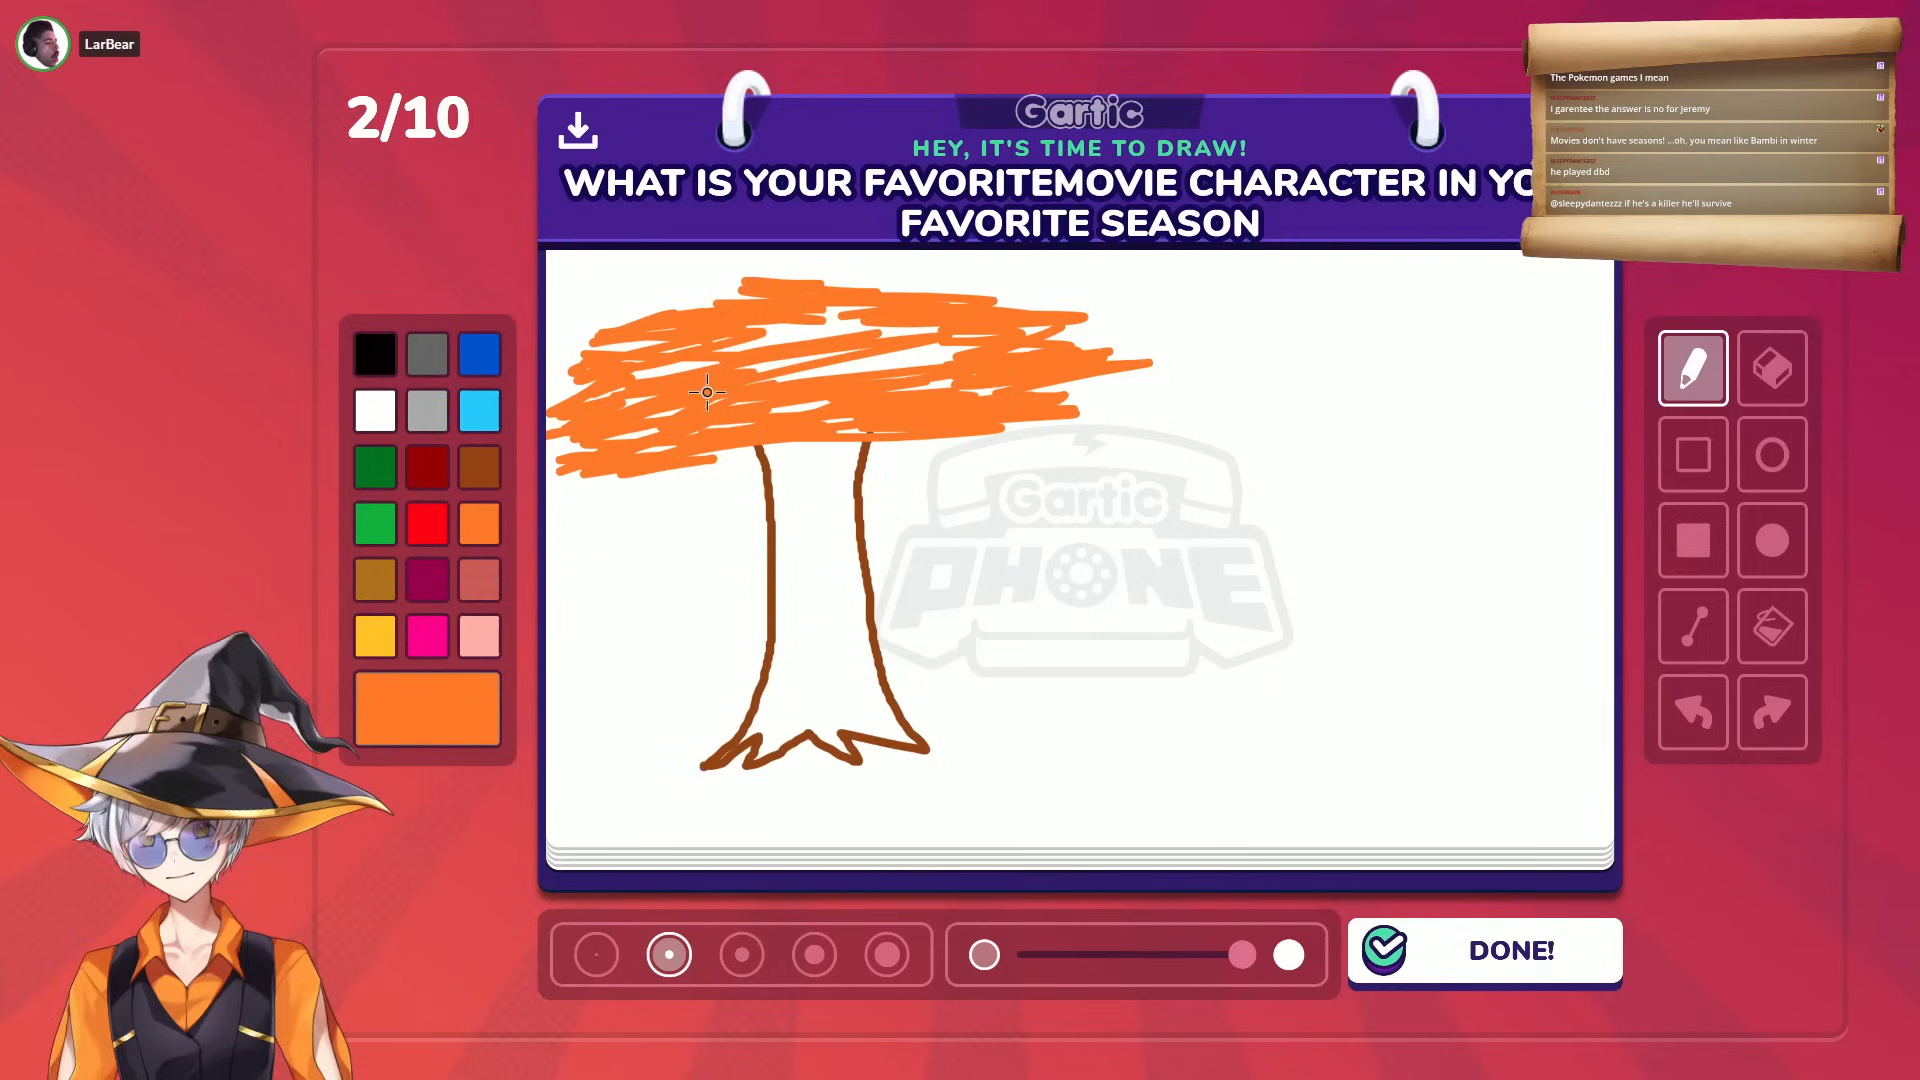 LarBear
2/10
Gartic
HEY, IT'S TIME TO DRAW!
WHAT IS YOUR FAVORITEMOVIE CHARACTER IN YO
FAVORITE SEASON
The Pokemon games I mean
I garentee the answer is no for Jeremy
Movies don't have seasons! ...oh, you mean like Bambi in winter
SLEEPYDANTEZZZ
he played dbd
@sleepydantezzz if he's a killer he'll survive
Gartic
PHONE
DONE!